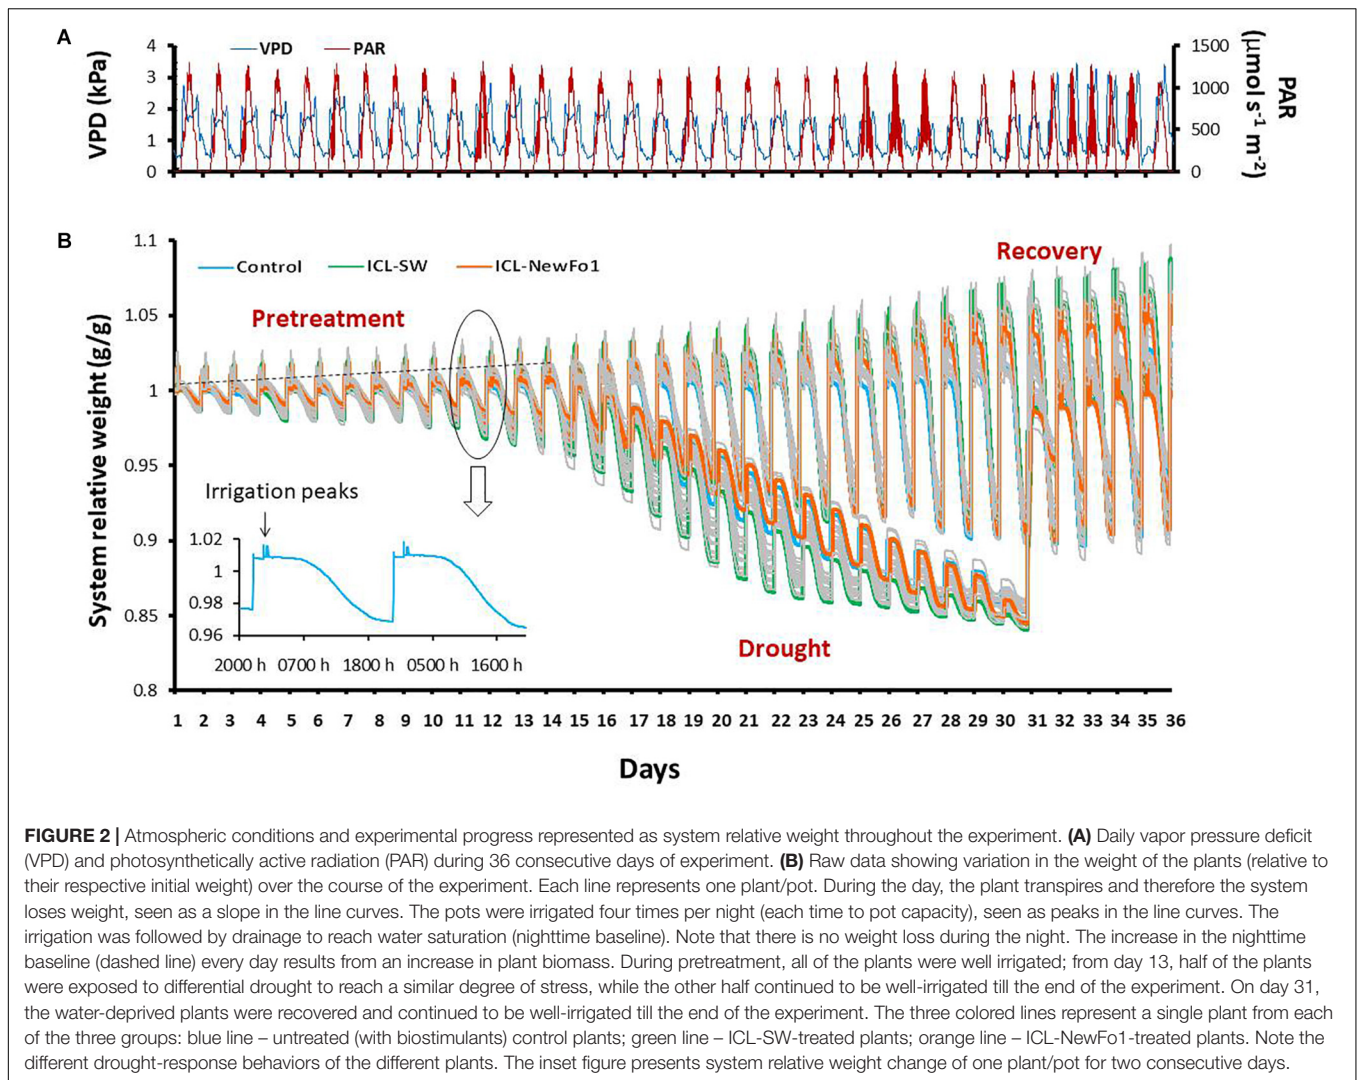 A
VPD PAR
4
3
2
1
0
VPD (kPa)
1500
1000
500
0
PAR
(μmol s-1 m-2)
B
1.1
1.05
1
0.95
0.9
0.85
0.8
System relative weight (g/g)
Control ICL-SW ICL-NewFo1
Recovery
Pretreatment
Irrigation peaks
1.02
1
0.98
0.96
2000 h 0700 h 1800 h 0500 h 1600 h
Drought
1 2 3 4 5 6 7 8 9 10 11 12 13 14 15 16 17 18 19 20 21 22 23 24 25 26 27 28 29 30 31 32 33 34 35 36
Days
FIGURE 2 | Atmospheric conditions and experimental progress represented as system relative weight throughout the experiment. (A) Daily vapor pressure deficit
(VPD) and photosynthetically active radiation (PAR) during 36 consecutive days of experiment. (B) Raw data showing variation in the weight of the plants (relative to
their respective initial weight) over the course of the experiment. Each line represents one plant/pot. During the day, the plant transpires and therefore the system
loses weight, seen as a slope in the line curves. The pots were irrigated four times per night (each time to pot capacity), seen as peaks in the line curves. The
irrigation was followed by drainage to reach water saturation (nighttime baseline). Note that there is no weight loss during the night. The increase in the nighttime
baseline (dashed line) every day results from an increase in plant biomass. During pretreatment, all of the plants were well irrigated; from day 13, half of the plants
were exposed to differential drought to reach a similar degree of stress, while the other half continued to be well-irrigated till the end of the experiment. On day 31,
the water-deprived plants were recovered and continued to be well-irrigated till the end of the experiment. The three colored lines represent a single plant from each
of the three groups: blue line – untreated (with biostimulants) control plants; green line – ICL-SW-treated plants; orange line – ICL-NewFo1-treated plants. Note the
different drought-response behaviors of the different plants. The inset figure presents system relative weight change of one plant/pot for two consecutive days.